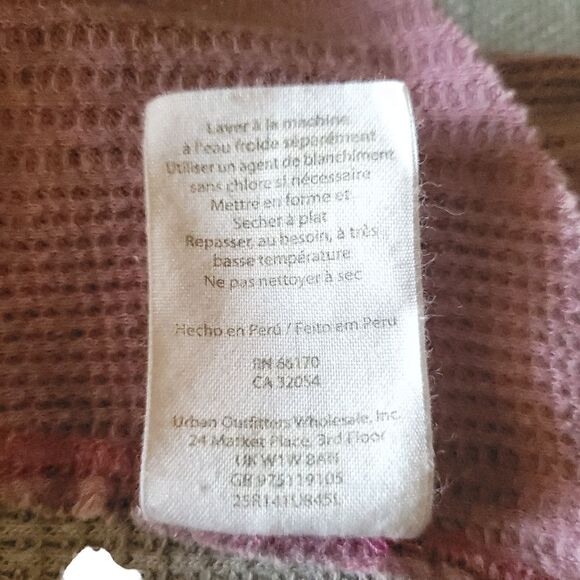 Laver à la machine
à l'eau froide séparément
Utiliser un agent de blanchiment
sans chlore si nécessaire
Mettre en forme et
Secher à plat
Repasser, au besoin, à très
basse température
Ne pas nettoyer à sec
Hecho en Perú / Feito em Peru
RN 66170
CA 32054
Urban Outfitters Wholesale, Inc.
24 Market Place, 3rd Floor
UK W1W 8AN
GB 975119105